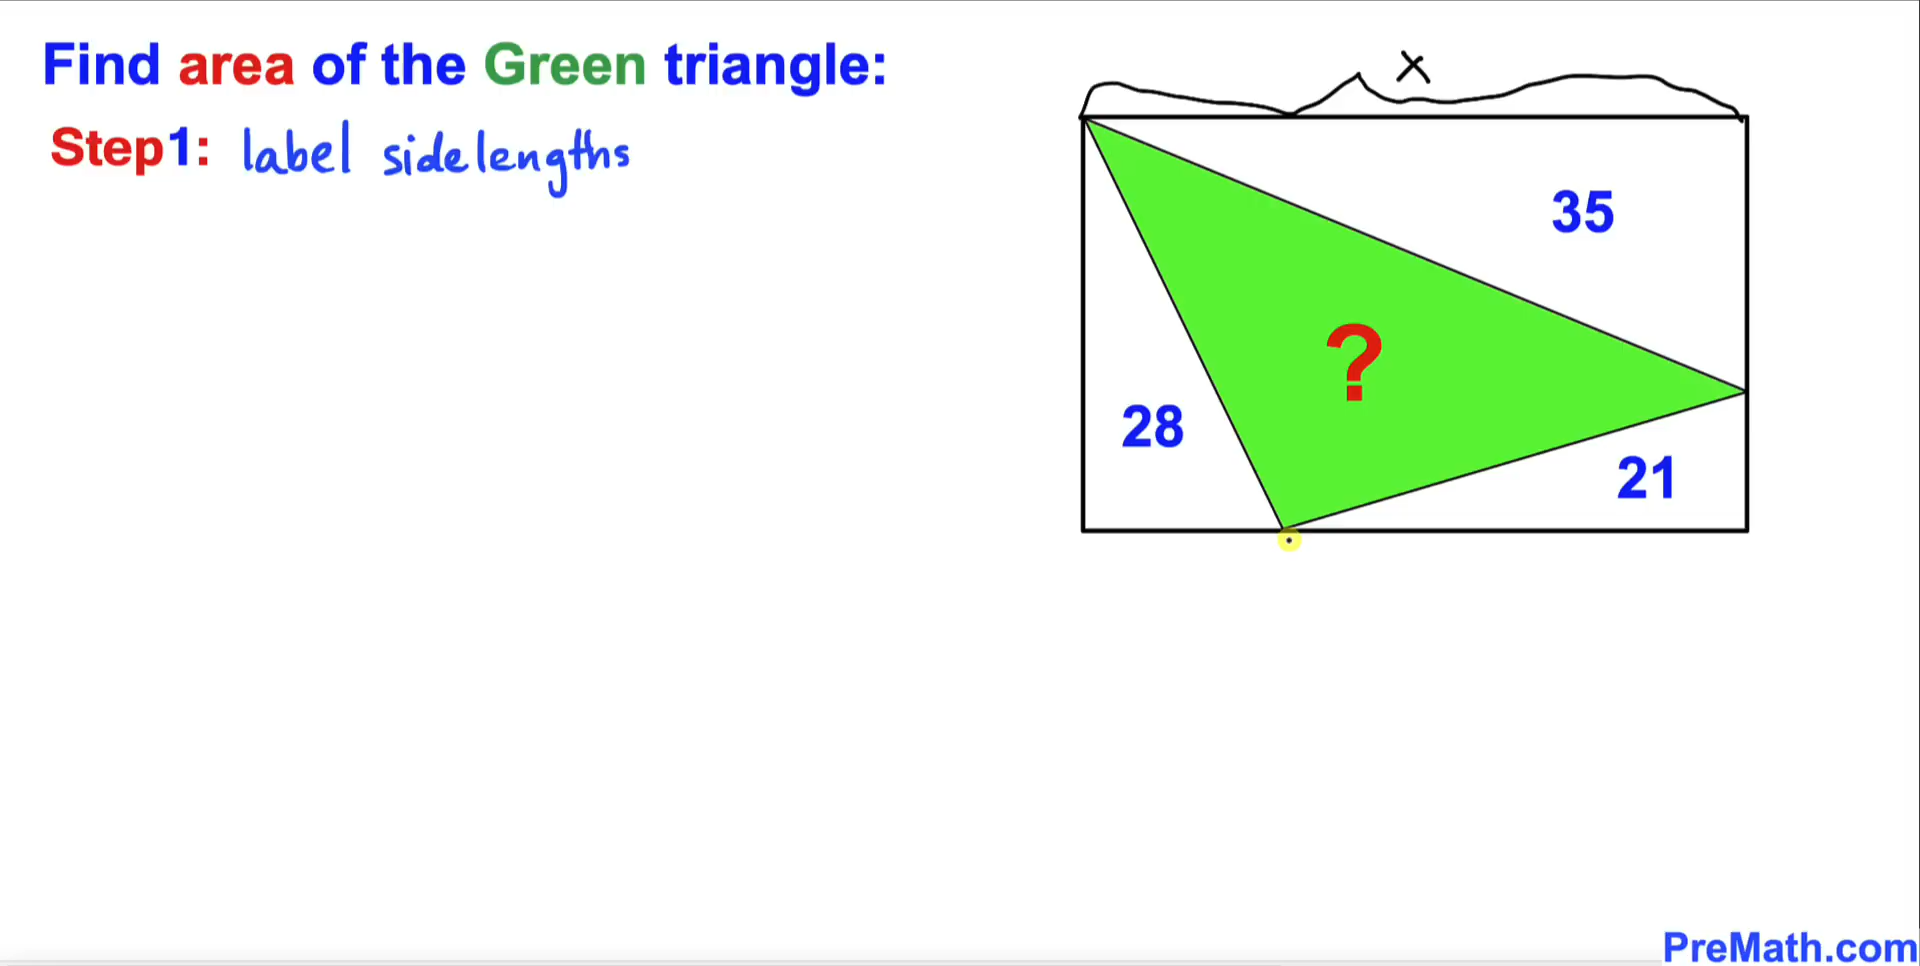 Find area of the Green triangle:
Step1: label side lengths
x
35
?
28
21
PreMath.com